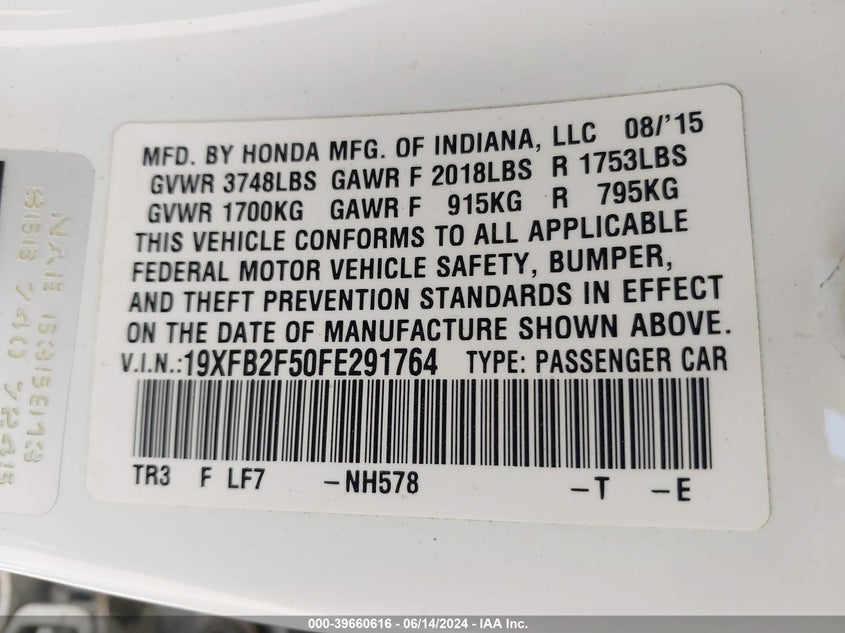 MFD. BY HONDA MFG. OF INDIANA, LLC 08/'15
GVWR 3748LBS GAWR F 2018LBS R 1753LBS
GVWR 1700KG GAWR F 915KG R 795KG
THIS VEHICLE CONFORMS TO ALL APPLICABLE
FEDERAL MOTOR VEHICLE SAFETY, BUMPER,
AND THEFT PREVENTION STANDARDS IN EFFECT
ON THE DATE OF MANUFACTURE SHOWN ABOVE.
V.I.N.:19XFB2F50FE291764 TYPE: PASSENGER CAR
TR3 F LF7 -NH578 -T -E
000-39660616 - 06/14/2024 - IAA Inc.